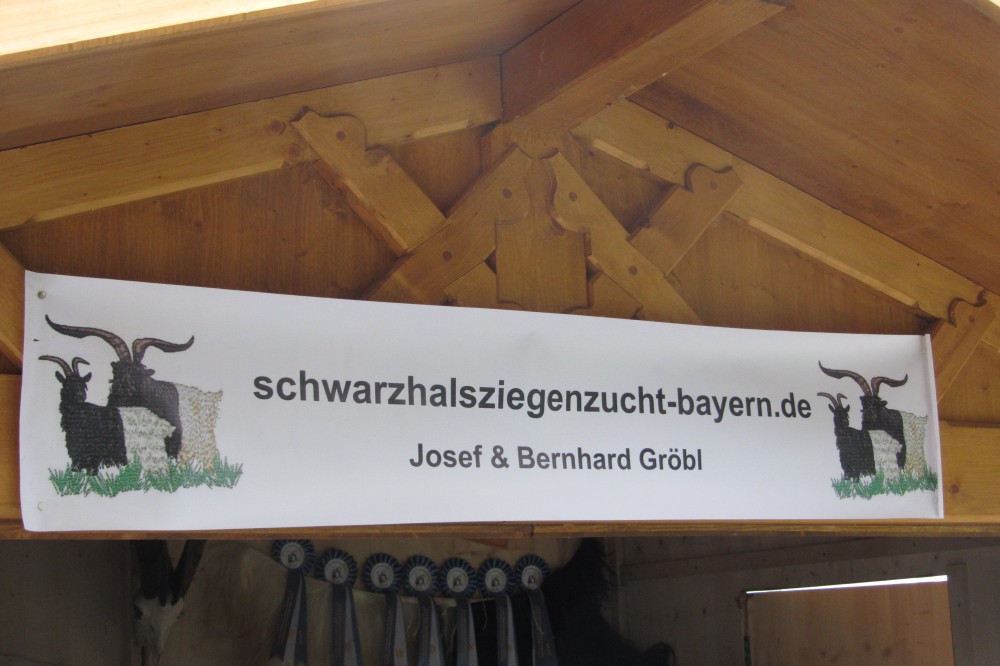 schwarzhalsziegenzucht-bayern.de
Josef & Bernhard Gröbl